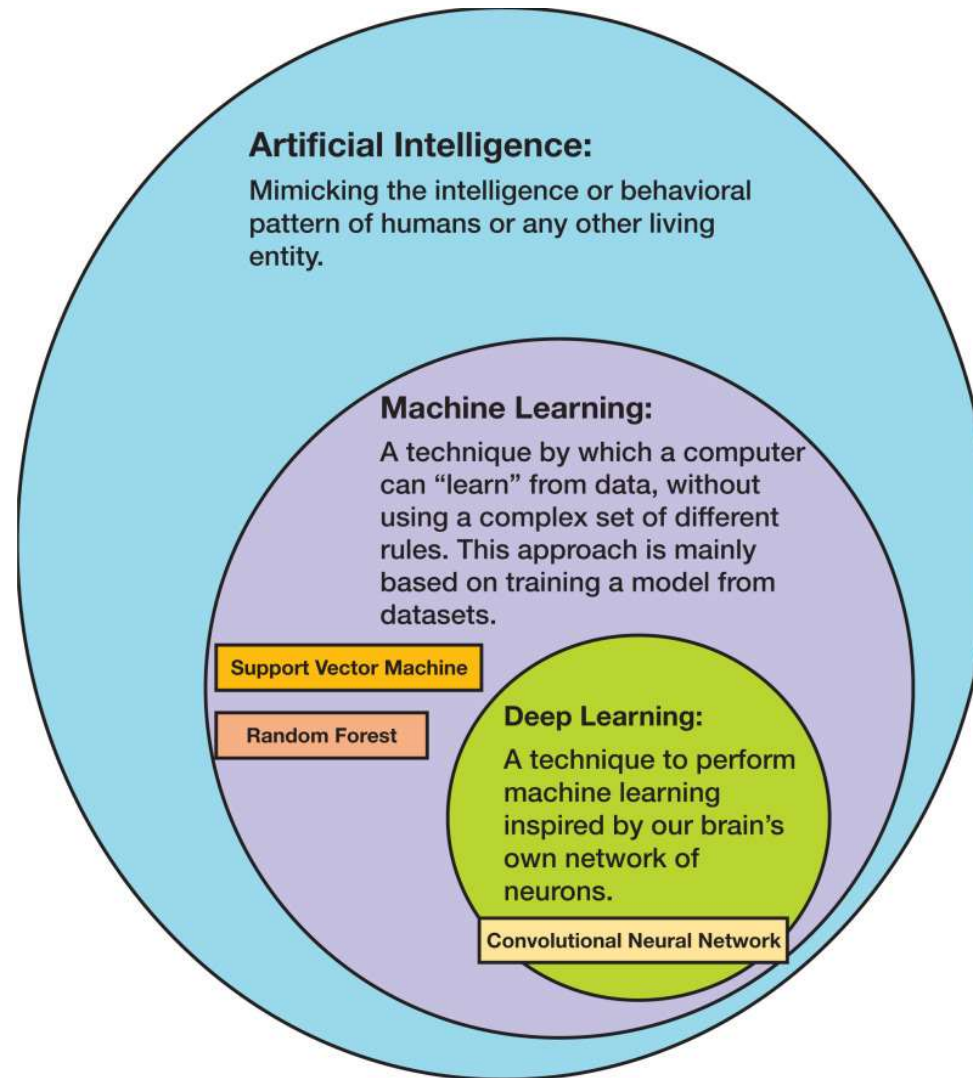 Artificial Intelligence:
Mimicking the intelligence or behavioral
pattern of humans or any other living
entity.
Machine Learning:
A technique by which a computer
can “learn” from data, without
using a complex set of different
rules. This approach is mainly
based on training a model from
datasets.
Support Vector Machine
Random Forest
Deep Learning:
A technique to perform
machine learning
inspired by our brain’s
own network of
neurons.
Convolutional Neural Network